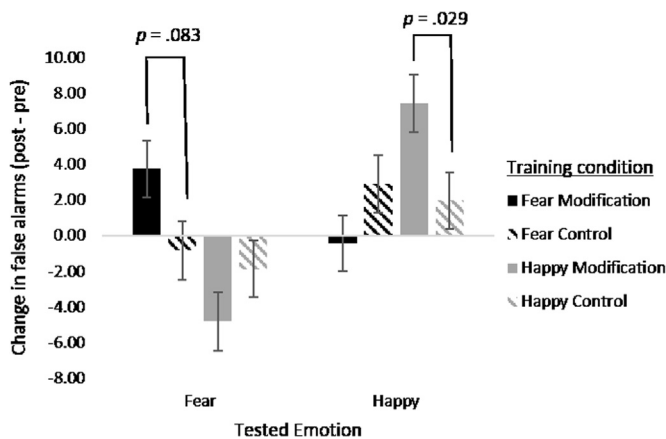 p = .083
p = .029
10.00
8.00
6.00
4.00
2.00
0.00
-2.00
-4.00
-6.00
-8.00
Change in false alarms (post - pre)
Fear
Happy
Tested Emotion
Training condition
Fear Modification
Fear Control
Happy Modification
Happy Control